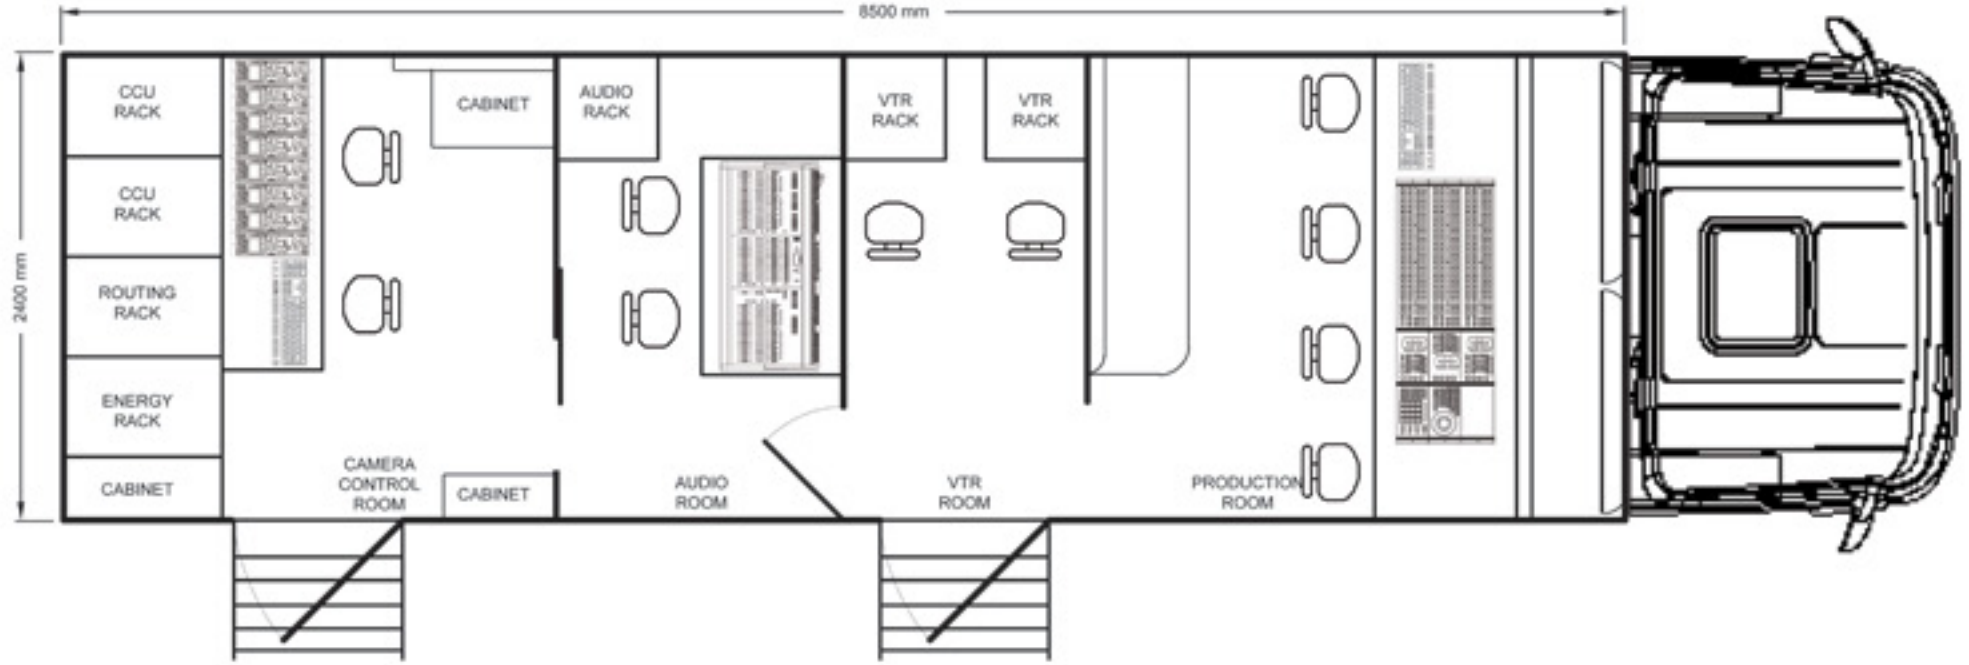 8500 mm
2400 mm
CCU
RACK
CCU
RACK
ROUTING
RACK
ENERGY
RACK
CABINET
CABINET
CAMERA
CONTROL
ROOM
CABINET
AUDIO
RACK
AUDIO
ROOM
VTR
RACK
VTR
RACK
VTR
ROOM
PRODUCTION
ROOM